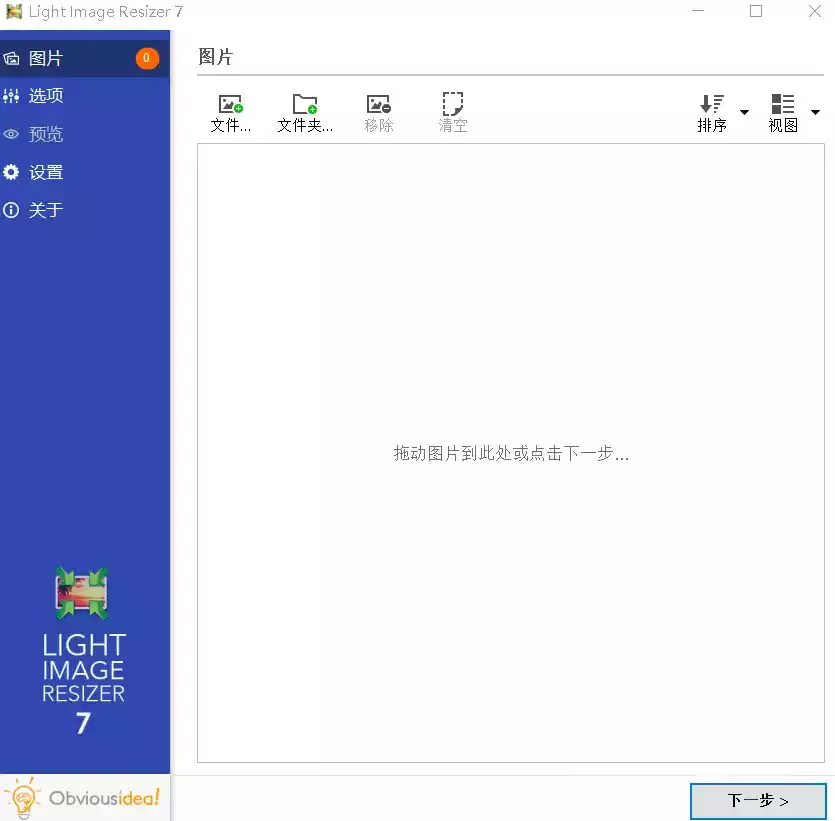 Light Image Resizer 7
图片
0
选项
预览
设置
关于
LIGHT
IMAGE
RESIZER
7
Obviousidea!
图片
文件...
文件夹...
移除
清空
排序
视图
拖动图片到此处或点击下一步...
下一步 >